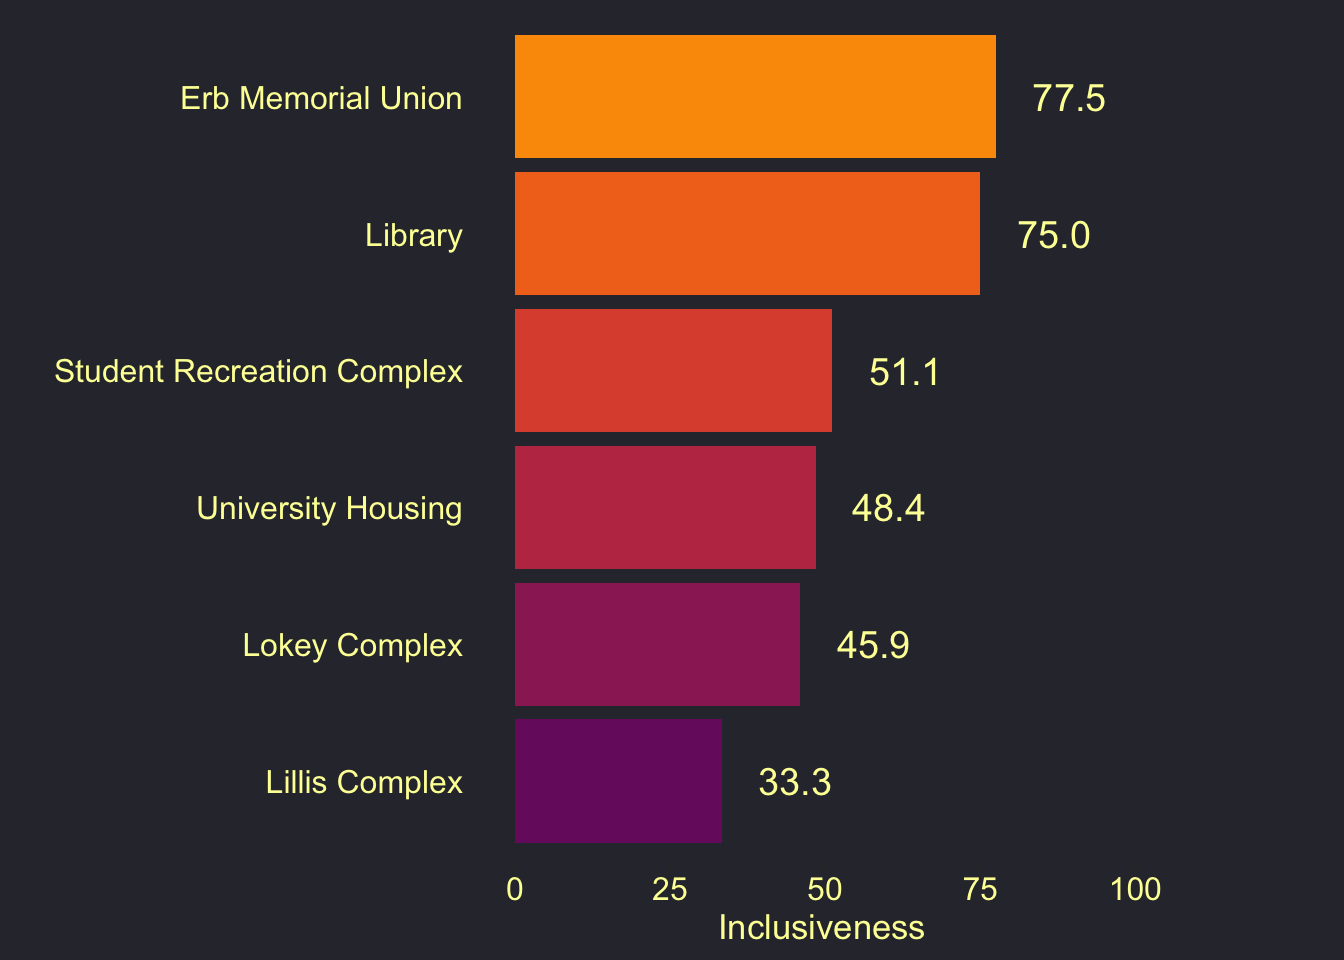 Erb Memorial Union 77.5
Library 75.0
Student Recreation Complex 51.1
University Housing 48.4
Lokey Complex 45.9
Lillis Complex 33.3
0 25 50 75 100
Inclusiveness